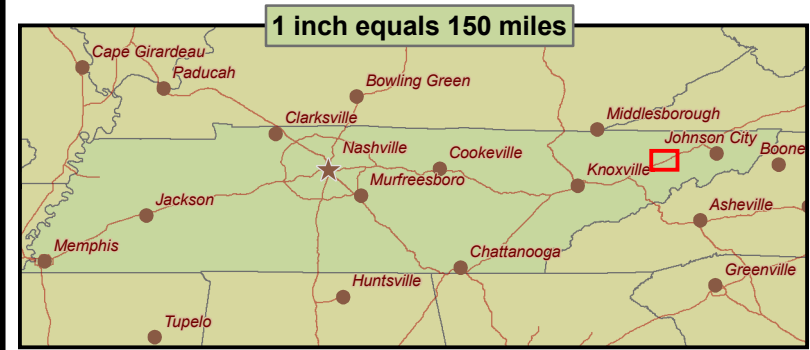 1 inch equals 150 miles
Cape Girardeau
Paducah
Bowling Green
Clarksville
Middlesborough
Nashville
Cookeville
Johnson City
Boone
Knoxville
Murfreesboro
Jackson
Asheville
Memphis
Chattanooga
Huntsville
Greenville
Tupelo